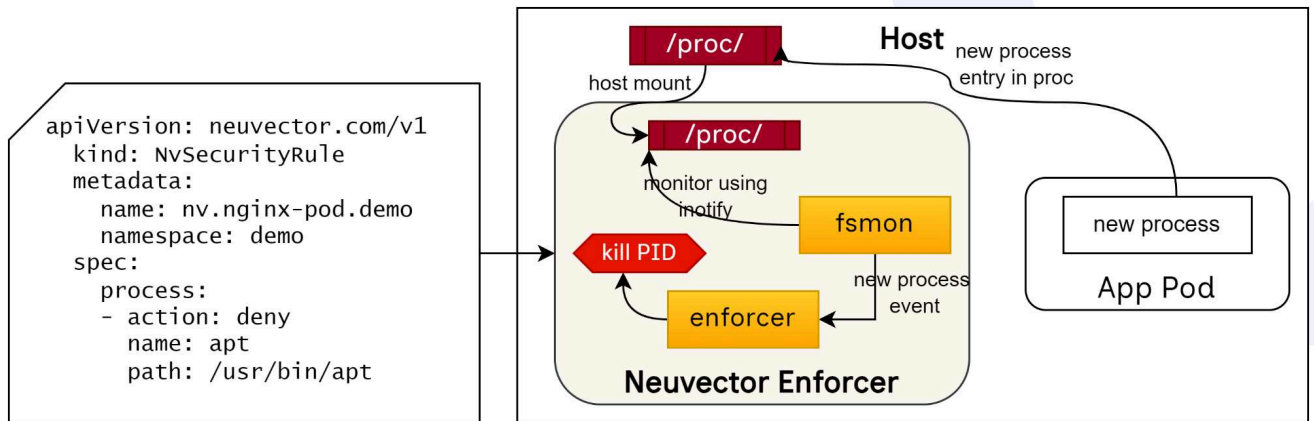 apiVersion: neuvector.com/v1
kind: NvSecurityRule
metadata:
name: nv.nginx-pod.demo
namespace: demo
spec:
process:
- action: deny
name: apt
path: /usr/bin/apt
/proc/
Host
new process
entry in proc
host mount
/proc/
monitor using
inotify
fsmon
kill PID
new process
event
enforcer
Neuvector Enforcer
new process
App Pod